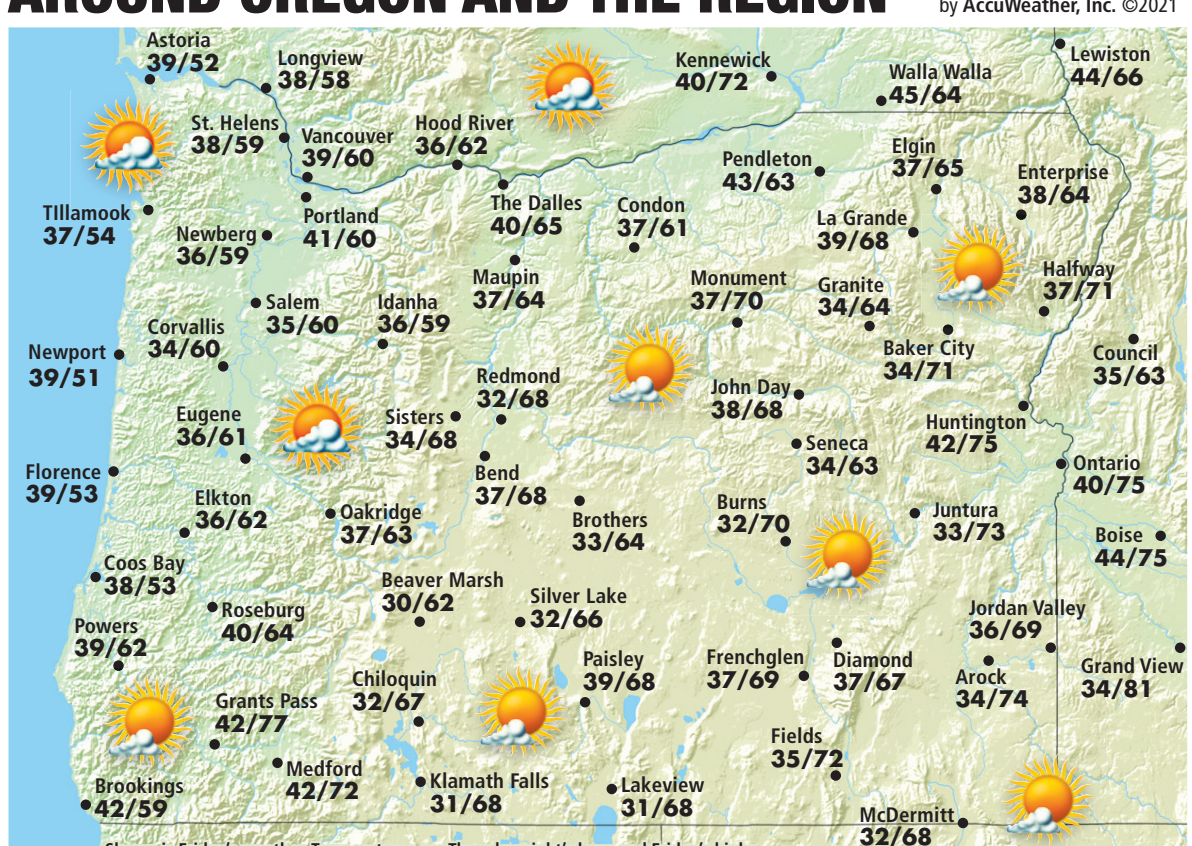 AROUND OREGON AND THE REGION
by AccuWeather, Inc. ©2021
Astoria
39/52
Longview
38/58
Kennewick
40/72
Walla Walla
45/64
Lewiston
44/66
St. Helens
38/59
Vancouver
39/60
Hood River
36/62
Pendleton
43/63
Elgin
37/65
Enterprise
38/64
TIllamook
37/54
Portland
41/60
Newberg
36/59
The Dalles
40/65
Condon
37/61
La Grande
39/68
Maupin
37/64
Monument
37/70
Granite
34/64
Halfway
37/71
Salem
35/60
Idanha
36/59
Corvallis
34/60
Newport
39/51
Baker City
34/71
Council
35/63
Redmond
32/68
John Day
38/68
Eugene
36/61
Sisters
34/68
Huntington
42/75
Seneca
34/63
Florence
39/53
Bend
37/68
Ontario
40/75
Elkton
36/62
Oakridge
37/63
Brothers
33/64
Burns
32/70
Juntura
33/73
Boise
44/75
Coos Bay
38/53
Beaver Marsh
30/62
Silver Lake
32/66
Roseburg
40/64
Jordan Valley
36/69
Powers
39/62
Paisley
39/68
Frenchglen
37/69
Diamond
37/67
Arock
34/74
Grand View
34/81
Chiloquin
32/67
Grants Pass
42/77
Fields
35/72
Medford
42/72
Klamath Falls
31/68
Lakeview
31/68
Brookings
42/59
McDermitt
32/68